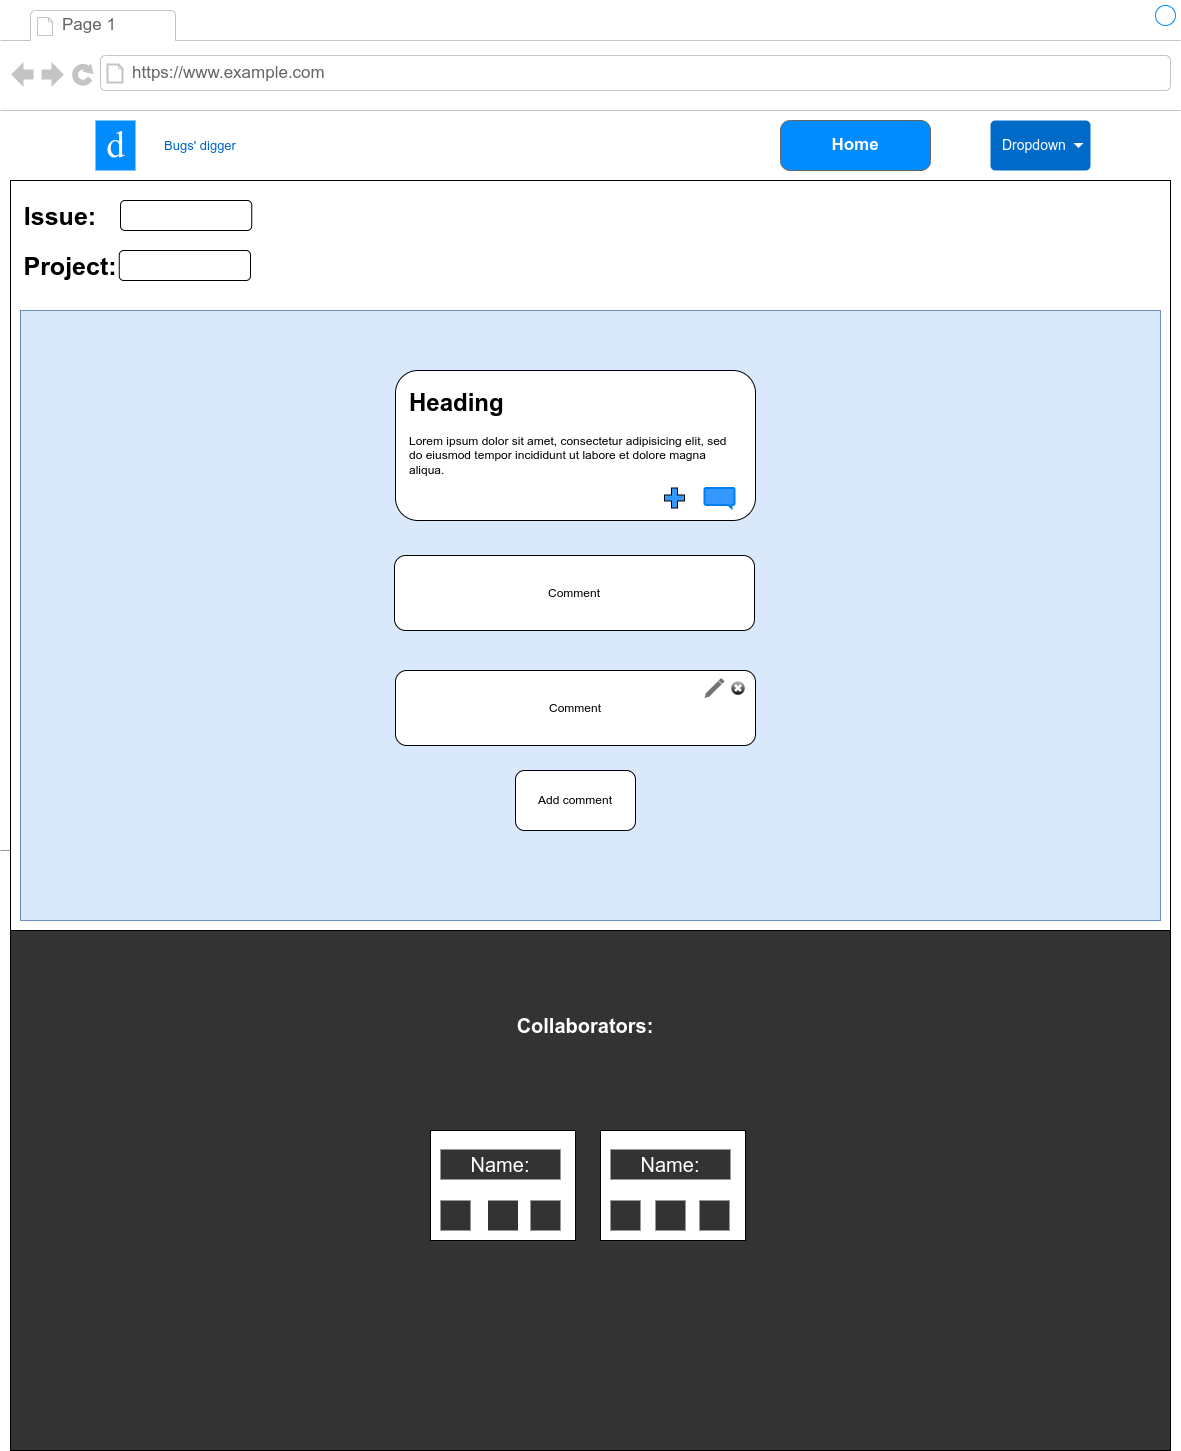 Page 1
https://www.example.com
d
Bugs' digger
Home
Dropdown
Issue:
Project:
Heading
Lorem ipsum dolor sit amet, consectetur adipisicing elit, sed
do eiusmod tempor incididunt ut labore et dolore magna
aliqua.
Comment
Comment
Add comment
Collaborators:
Name:
Name: